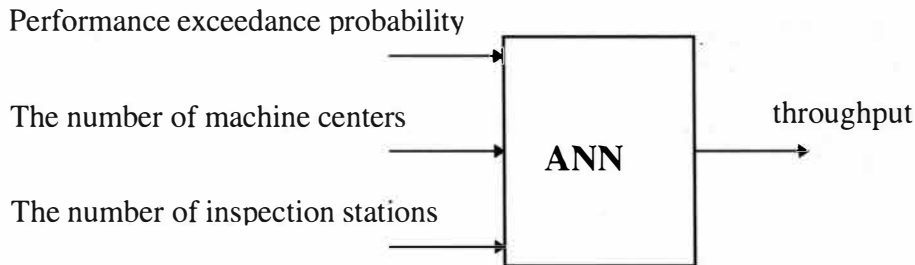 Performance exceedance probability
The number of machine centers
throughput
ANN
The number of inspection stations